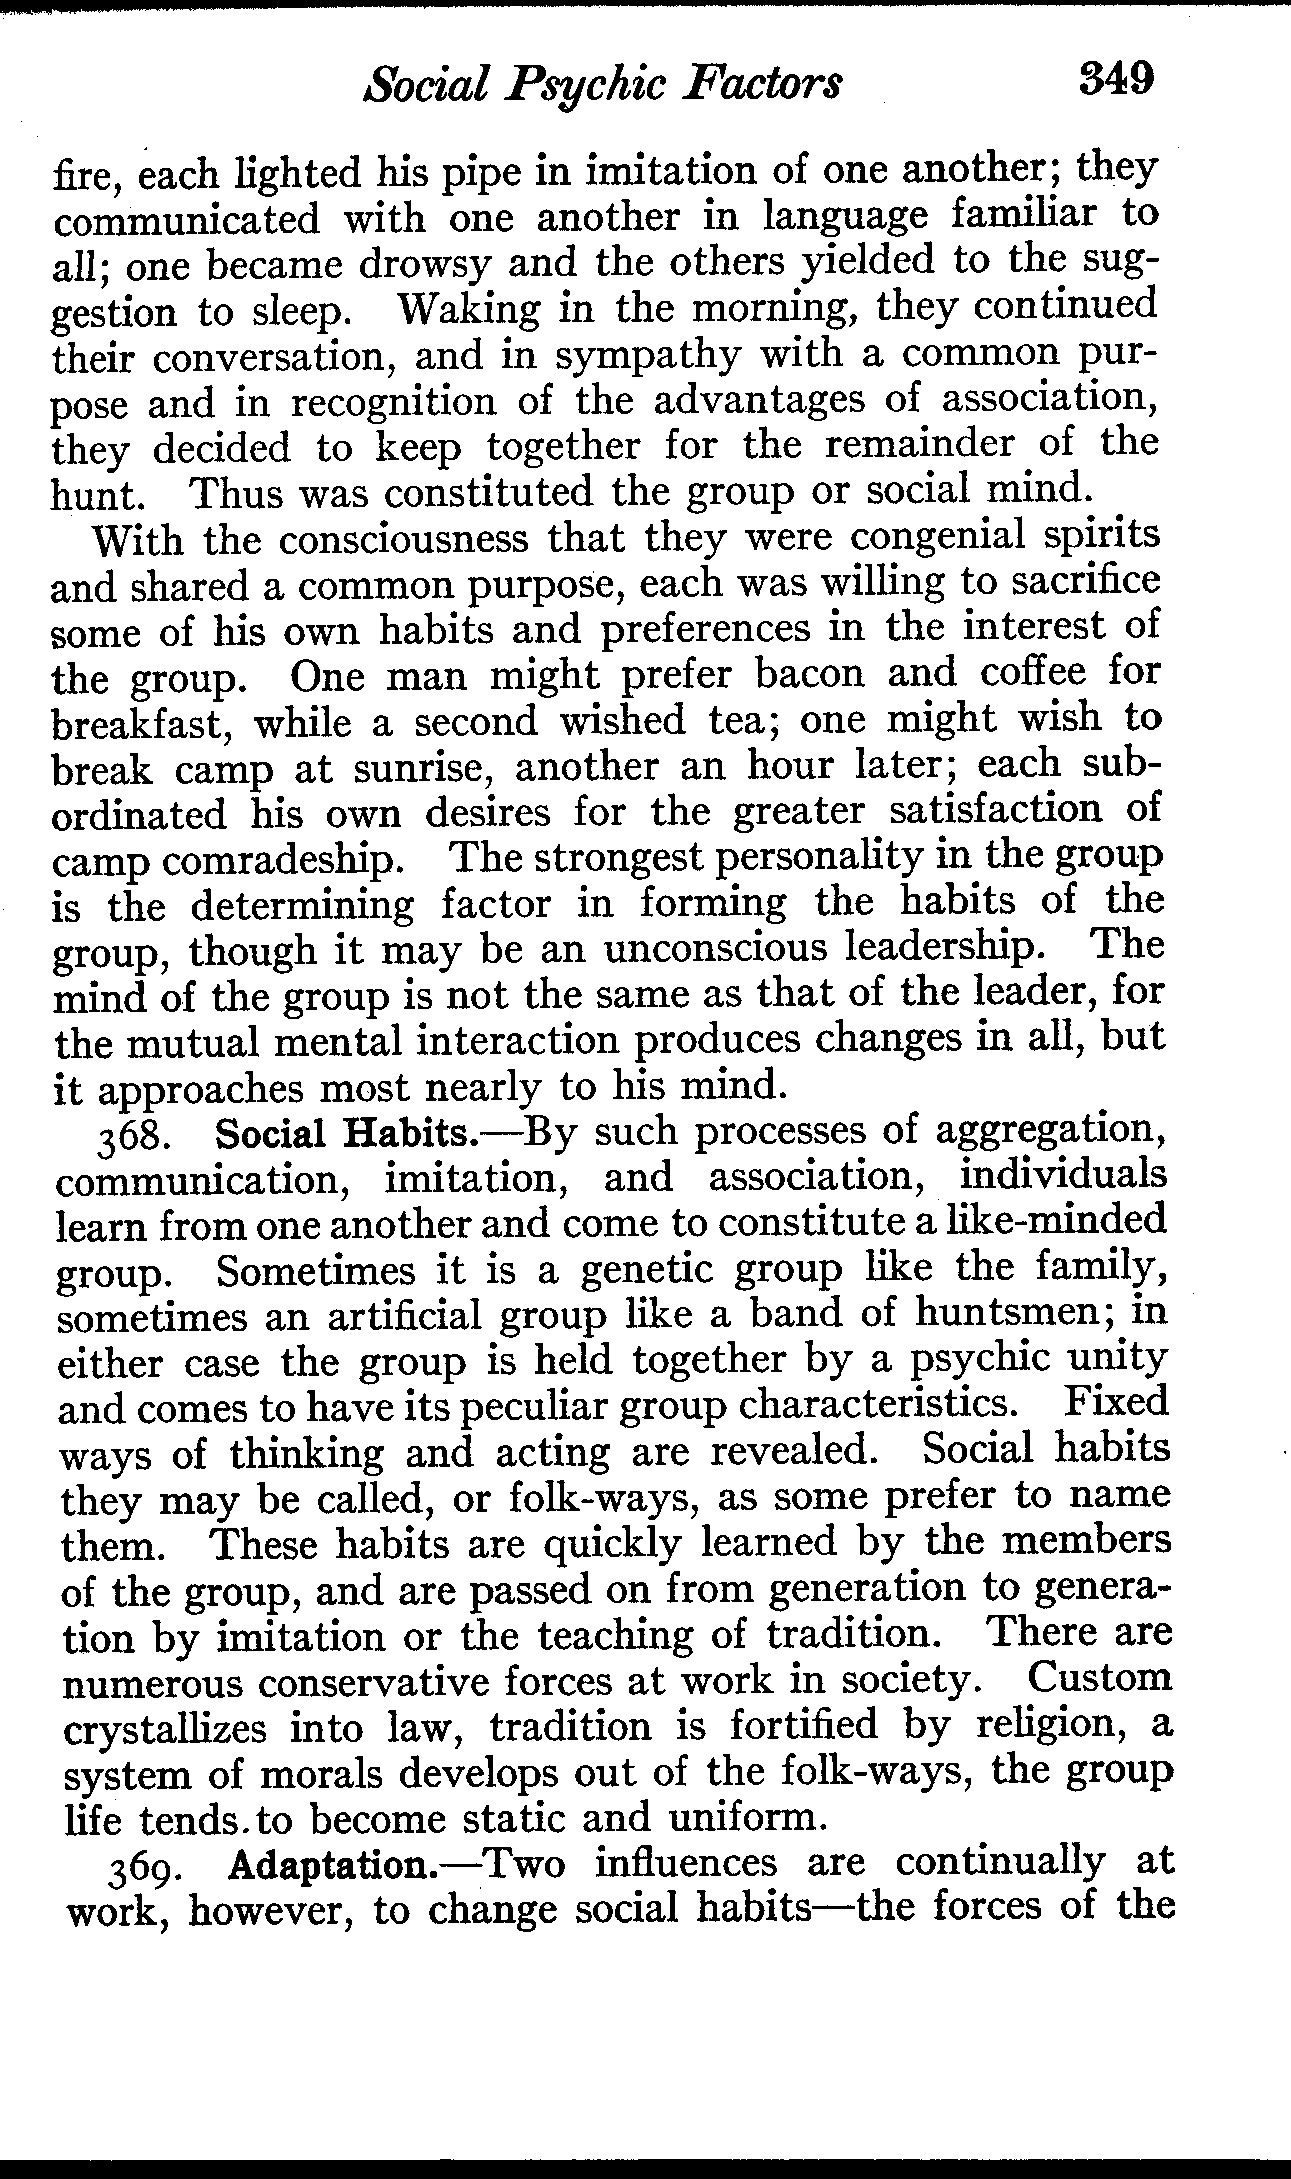 Social Psychic Factors 349
fire, each lighted his pipe in imitation of one another; they
communicated with one another in language familiar to
all; one became drowsy and the others yielded to the sug-
gestion to sleep. Waking in the morning, they continued
their conversation, and in sympathy with a common pur-
pose and in recognition of the advantages of association,
they decided to keep together for the remainder of the
hunt. Thus was constituted the group or social mind.
With the consciousness that they were congenial spirits
and shared a common purpose, each was willing to sacrifice
some of his own habits and preferences in the interest of
the group. One man might prefer bacon and coffee for
breakfast, while a second wished tea; one might wish to
break camp at sunrise, another an hour later; each sub-
ordinated his own desires for the greater satisfaction of
camp comradeship. The strongest personality in the group
is the determining factor in forming the habits of the
group, though it may be an unconscious leadership. The
mind of the group is not the same as that of the leader, for
the mutual mental interaction produces changes in all, but
it approaches most nearly to his mind.
368. Social Habits.—By such processes of aggregation,
communication, imitation, and association, individuals
learn from one another and come to constitute a like-minded
group. Sometimes it is a genetic group like the family,
sometimes an artificial group like a band of huntsmen; in
either case the group is held together by a psychic unity
and comes to have its peculiar group characteristics. Fixed
ways of thinking and acting are revealed. Social habits
they may be called, or folk-ways, as some prefer to name
them. These habits are quickly learned by the members
of the group, and are passed on from generation to genera-
tion by imitation or the teaching of tradition. There are
numerous conservative forces at work in society. Custom
crystallizes into law, tradition is fortified by religion, a
system of morals develops out of the folk-ways, the group
life tends to become static and uniform.
369. Adaptation.—Two influences are continually at
work, however, to change social habits—the forces of the